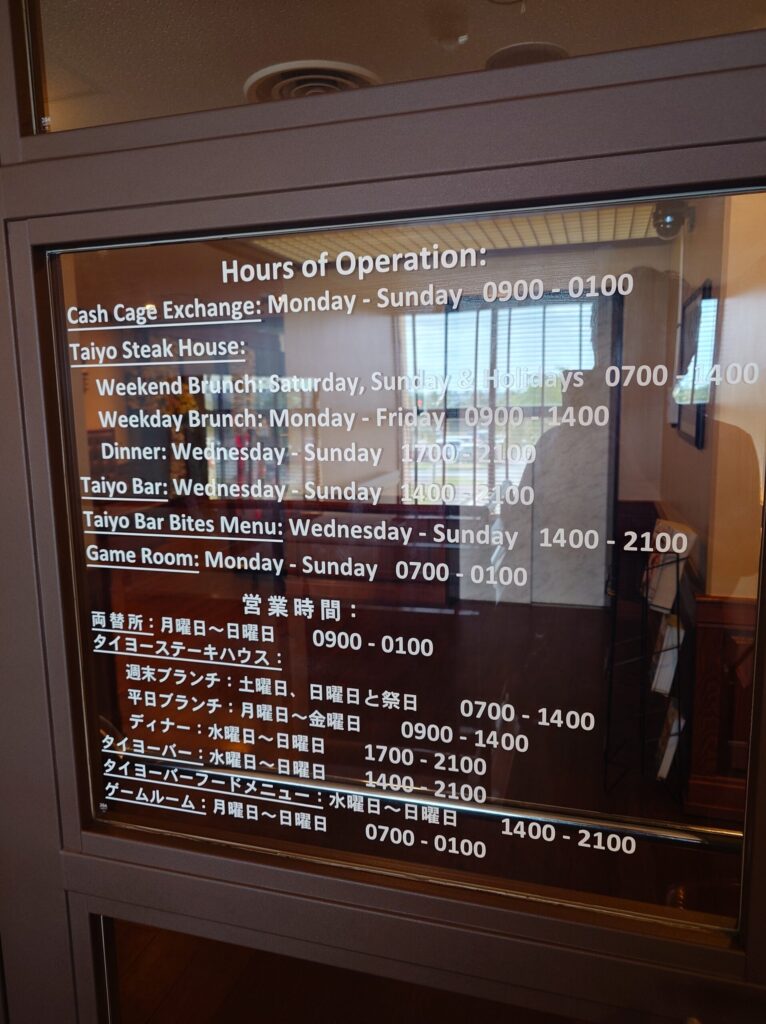 Hours of Operation:
Cash Cage Exchange: Monday - Sunday 0900 - 0100
Taiyo Steak House:
Weekend Brunch: Saturday, Sunday & Holidays 0700 - 1400
Weekday Brunch: Monday - Friday 0900 - 1400
Dinner: Wednesday - Sunday 1700 - 2100
Taiyo Bar: Wednesday - Sunday 1400 - 2100
Taiyo Bar Bites Menu: Wednesday - Sunday 1400 - 2100
Game Room: Monday - Sunday 0700 - 0100
営業時間:
両替所:月曜日～日曜日 0900 - 0100
タイヨーステーキハウス:
週末ブランチ:土曜日、日曜日と祭日 0700 - 1400
平日ブランチ:月曜日～金曜日 0900 - 1400
ディナー:水曜日～日曜日 1700 - 2100
タイヨーバー:水曜日～日曜日 1400 - 2100
タイヨーバーフードメニュー:水曜日～日曜日 1400 - 2100
ゲームルーム:月曜日～日曜日 0700 - 0100